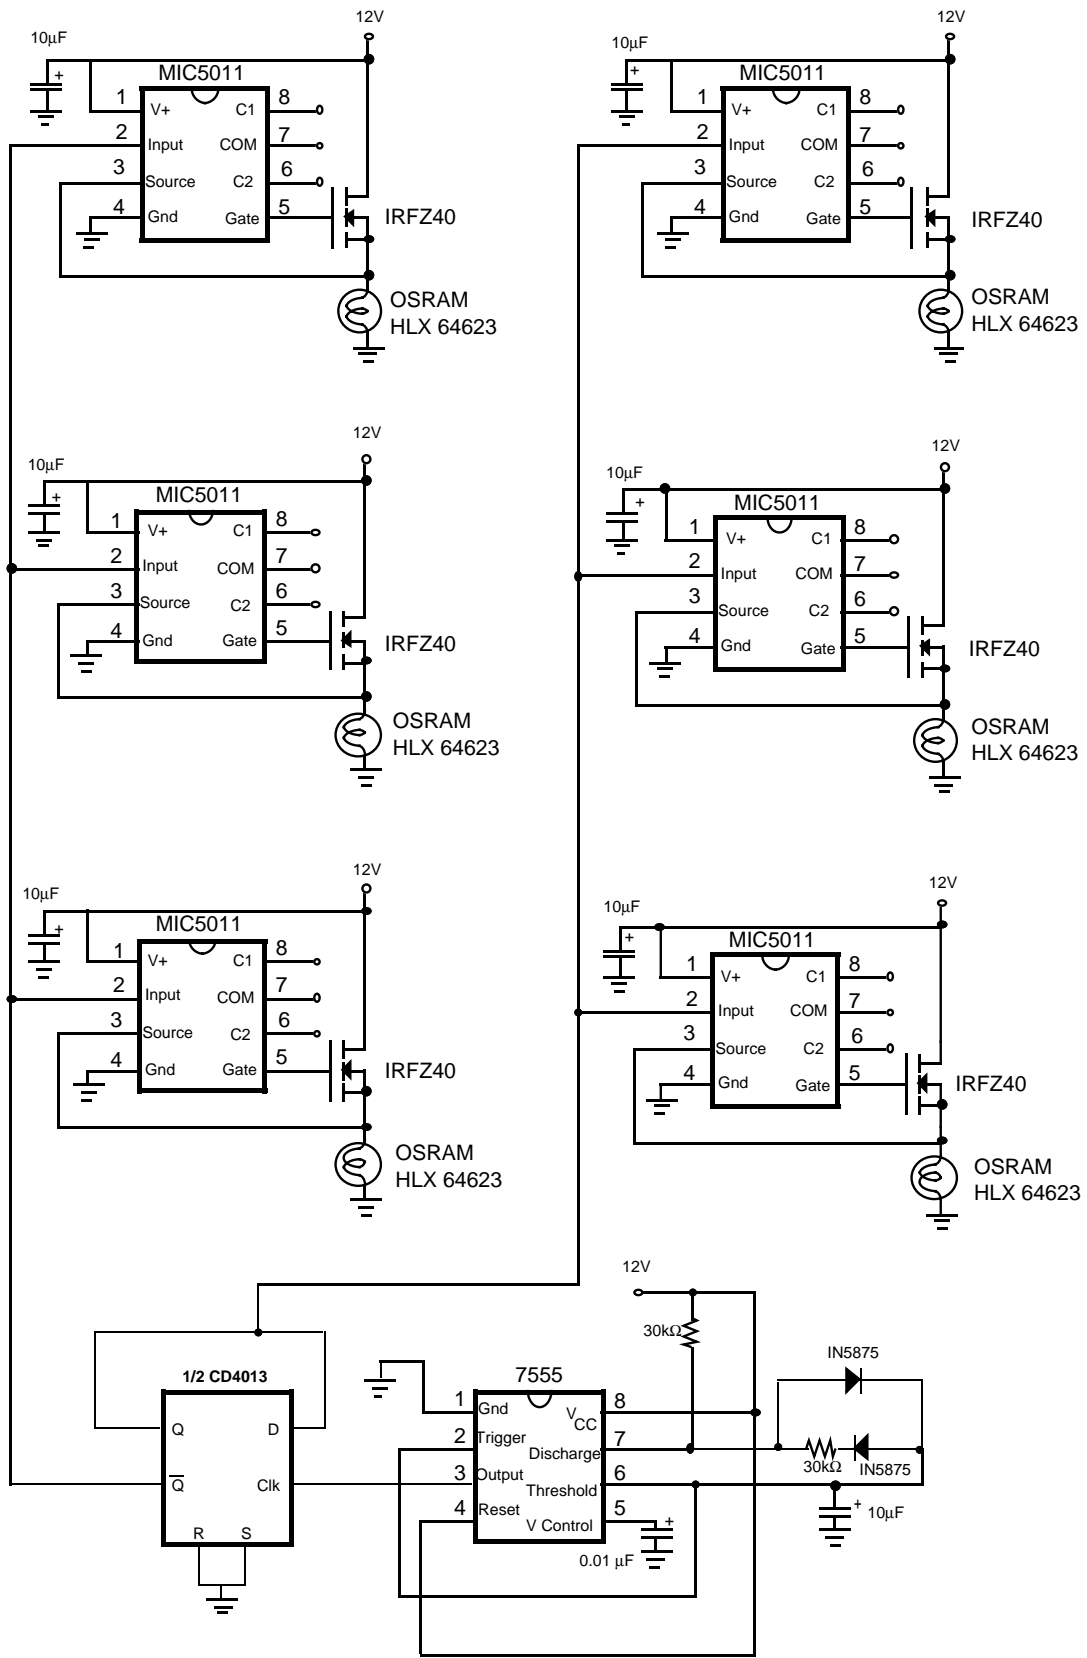 12V
10µF
MIC5011
1 V+ C1 8
2 Input COM 7
3 Source C2 6
4 Gnd Gate 5
IRFZ40
OSRAM
HLX 64623
12V
10µF
MIC5011
1 V+ C1 8
2 Input COM 7
3 Source C2 6
4 Gnd Gate 5
IRFZ40
OSRAM
HLX 64623
12V
10µF
MIC5011
1 V+ C1 8
2 Input COM 7
3 Source C2 6
4 Gnd Gate 5
IRFZ40
OSRAM
HLX 64623
12V
10µF
MIC5011
1 V+ C1 8
2 Input COM 7
3 Source C2 6
4 Gnd Gate 5
IRFZ40
OSRAM
HLX 64623
12V
10µF
MIC5011
1 V+ C1 8
2 Input COM 7
3 Source C2 6
4 Gnd Gate 5
IRFZ40
OSRAM
HLX 64623
12V
10µF
MIC5011
1 V+ C1 8
2 Input COM 7
3 Source C2 6
4 Gnd Gate 5
IRFZ40
OSRAM
HLX 64623
1/2 CD4013
Q D
Q̅ Clk
R S
12V
30kΩ
7555
1 Gnd VCC 8
2 Trigger Discharge 7
3 Output Threshold 6
4 Reset V Control 5
IN5875
30kΩ IN5875
+ 10µF
+
0.01 µF